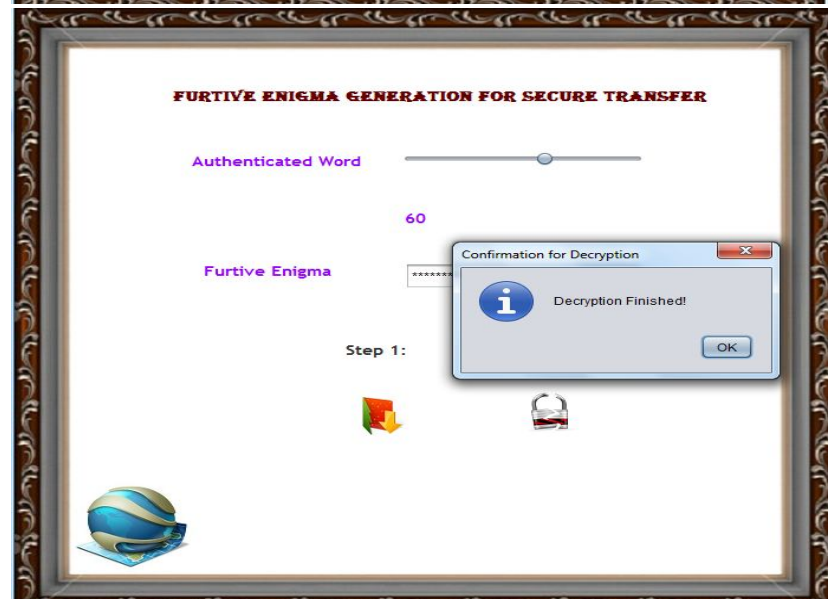 FURTIVE ENIGMA GENERATION FOR SECURE TRANSFER
Authenticated Word
60
Confirmation for Decryption
Furtive Enigma
*******
Decryption Finished!
OK
Step 1: